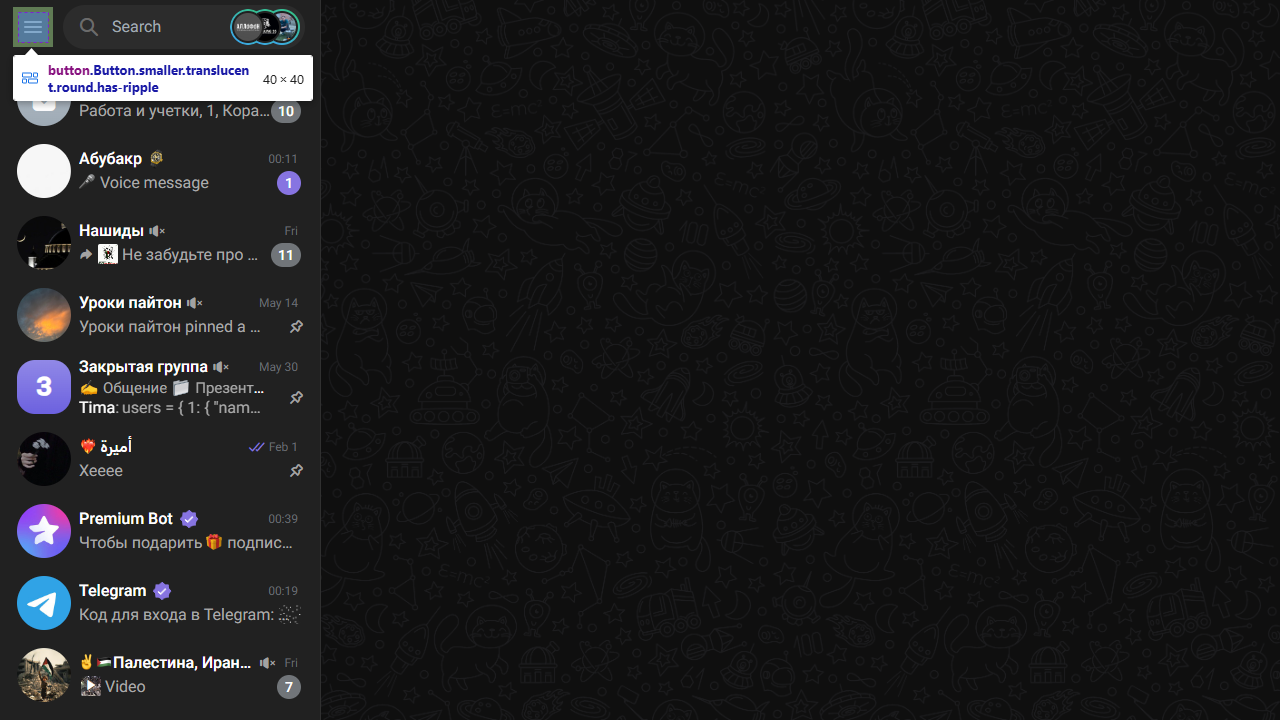 Search
button.Button.smaller.translucen
t.round.has-ripple
40 × 40
Работа и учетки, 1, Кора...
10
Абубакр
00:11
🎤 Voice message
1
Нашиды
Fri
Не забудьте про ...
11
Уроки пайтон
May 14
Уроки пайтон pinned a ...
З
Закрытая группа
May 30
✍️ Общение 📁 Презент...
Tima: users = { 1: { "nam...
❤️‍🔥 أميرة
Feb 1
Хееее
Premium Bot
00:39
Чтобы подарить 🎁 подпис...
Telegram
00:19
Код для входа в Telegram:
✌️🇵🇸Палестина, Иран...
Fri
Video
7